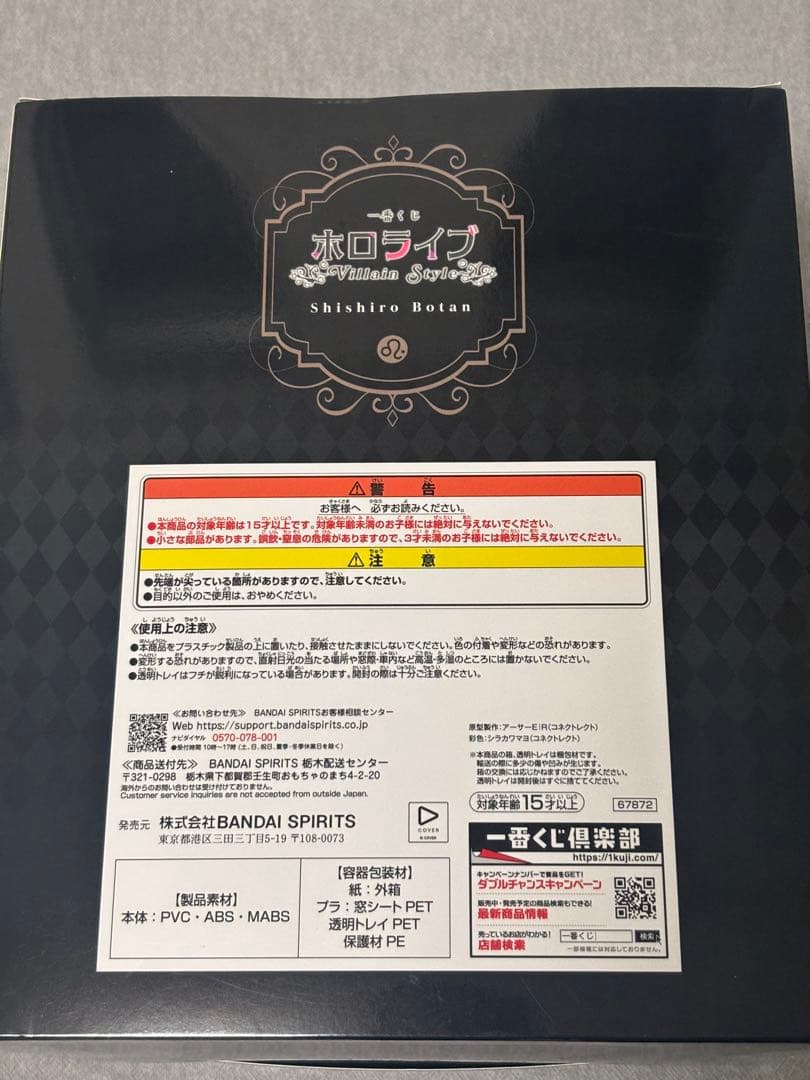 一番くじ
ホロライブ
Villain Style
Shishiro Botan
⚠警告
お客様へ 必ずお読みください。
●本商品の対象年齢は15才以上です。対象年齢未満のお子様には絶対に与えないでください。
●小さな部品があります。誤飲・窒息の危険がありますので、3才未満のお子様には絶対に与えないでください。
⚠注意
●先端が尖っている箇所がありますので、注意してください。
●目的以外のご使用は、おやめください。
《使用上の注意》
●本商品をプラスチック製品の上に置いたり、接触させたままにしないでください。色の付着や変形などの恐れがあります。
●変形する恐れがありますので、直射日光の当たる場所や窓際・車内など高温・多湿のところには置かないでください。
●透明トレイはフチが鋭利になっている場合があります。開封の際は十分ご注意ください。
≪お問い合わせ先≫ BANDAI SPIRITSお客様相談センター
Web https://support.bandaispirits.co.jp
ナビダイヤル 0570-078-001
●受付時間 10時～17時(土、日、祝日、夏季・冬季休業日を除く)
≪商品送付先≫ BANDAI SPIRITS 栃木配送センター
〒321-0298 栃木県下都賀郡壬生町おもちゃのまち4-2-20
海外からのお問い合わせは受け付けておりません。
Customer service inquiries are not accepted from outside Japan.
発売元 株式会社BANDAI SPIRITS
東京都港区三田三丁目5-19 〒108-0073
COVER
© COVER
【製品素材】
本体：PVC・ABS・MABS
【容器包装材】
紙：外箱
プラ：窓シートPET
透明トレイPET
保護材PE
原型製作：アーサーE|R(コネクトレクト)
彩色：シラカワマヨ(コネクトレクト)
※本商品の箱、透明トレイは梱包材です。
輸送の際に多少の傷や凹みが生じます。
箱の交換には応じかねますのでご了承ください。
透明トレイは開封後はすぐに捨ててください。
対象年齢15才以上
67872
一番くじ倶楽部
https://1kuji.com/
キャンペーンナンバーで賞品をGET!
ダブルチャンスキャンペーン
販売中・発売予定の商品検索もできる!
最新商品情報
売っているお店がわかる!
店舗検索
一番くじ
検索
一部機種には対応しておりません。